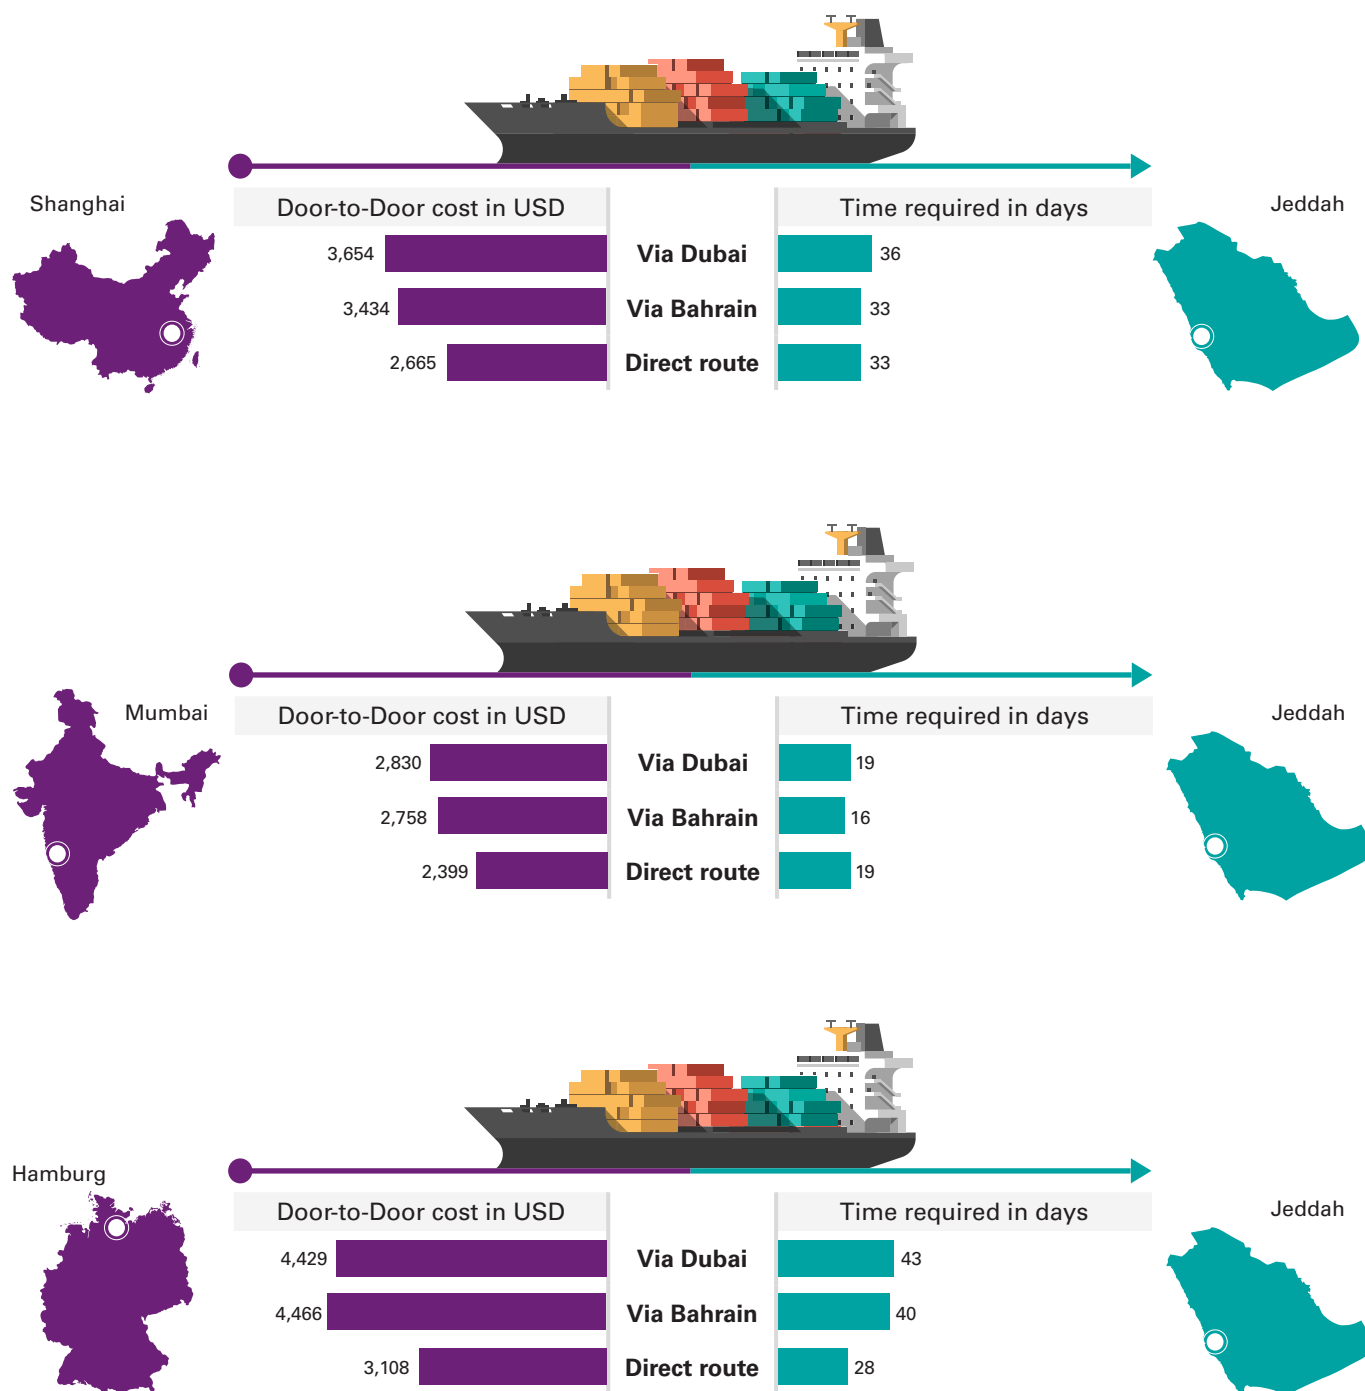 Shanghai
Door-to-Door cost in USD
Time required in days
Jeddah
3,654 Via Dubai 36
3,434 Via Bahrain 33
2,665 Direct route 33
Mumbai
Door-to-Door cost in USD
Time required in days
Jeddah
2,830 Via Dubai 19
2,758 Via Bahrain 16
2,399 Direct route 19
Hamburg
Door-to-Door cost in USD
Time required in days
Jeddah
4,429 Via Dubai 43
4,466 Via Bahrain 40
3,108 Direct route 28